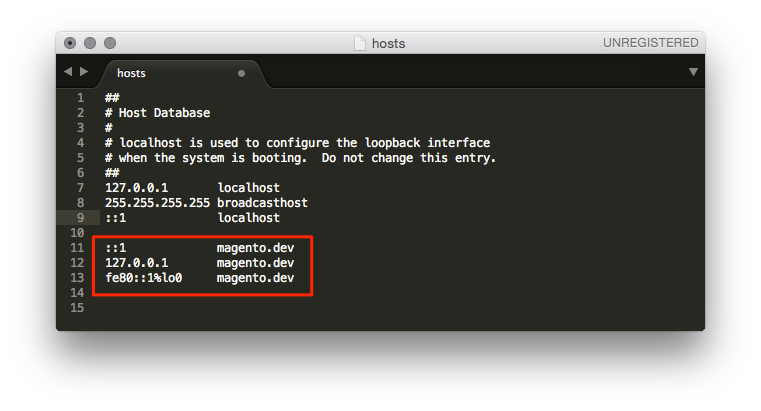 hosts
UNREGISTERED
hosts
1 ##
2 # Host Database
3 #
4 # localhost is used to configure the loopback interface
5 # when the system is booting.  Do not change this entry.
6 ##
7 127.0.0.1       localhost
8 255.255.255.255 broadcasthost
9 ::1             localhost
10
11 ::1             magento.dev
12 127.0.0.1       magento.dev
13 fe80::1%lo0     magento.dev
14
15